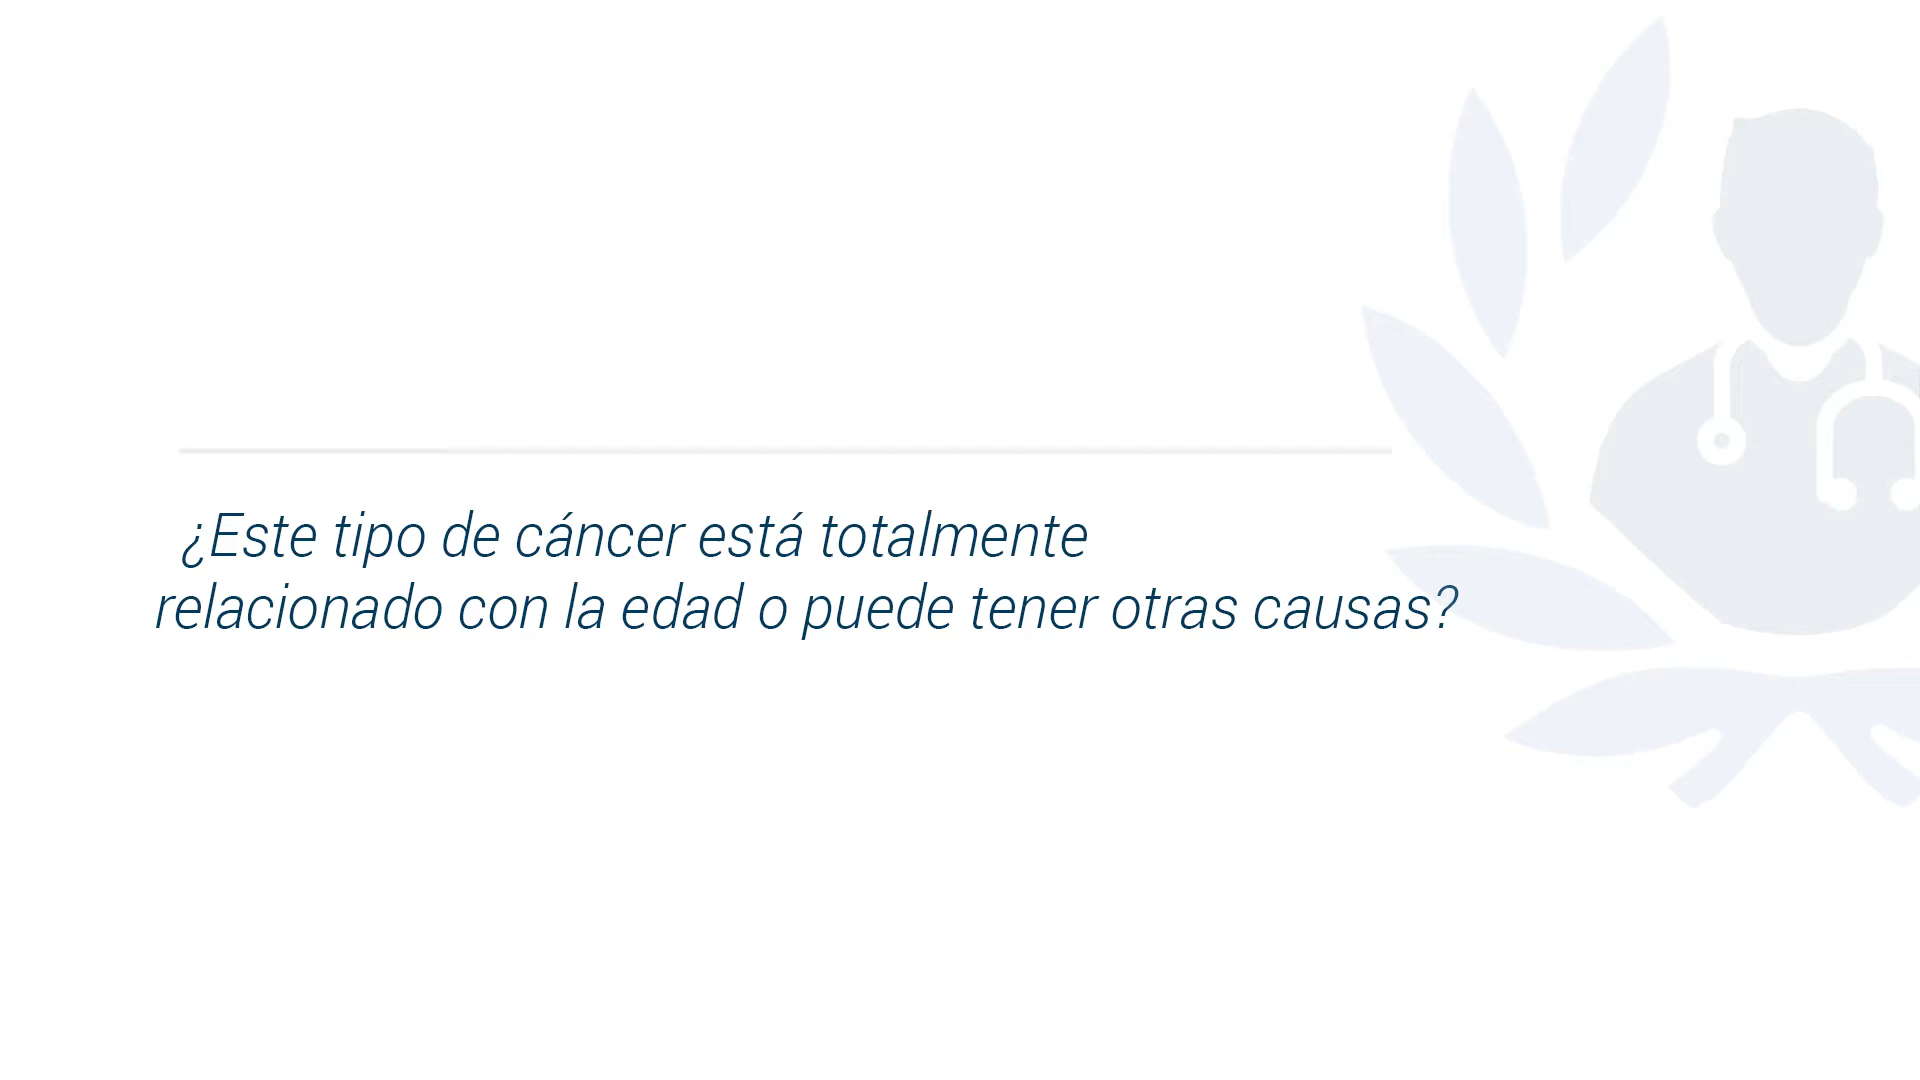 ¿Este tipo de cáncer está totalmente
relacionado con la edad o puede tener otras causas?